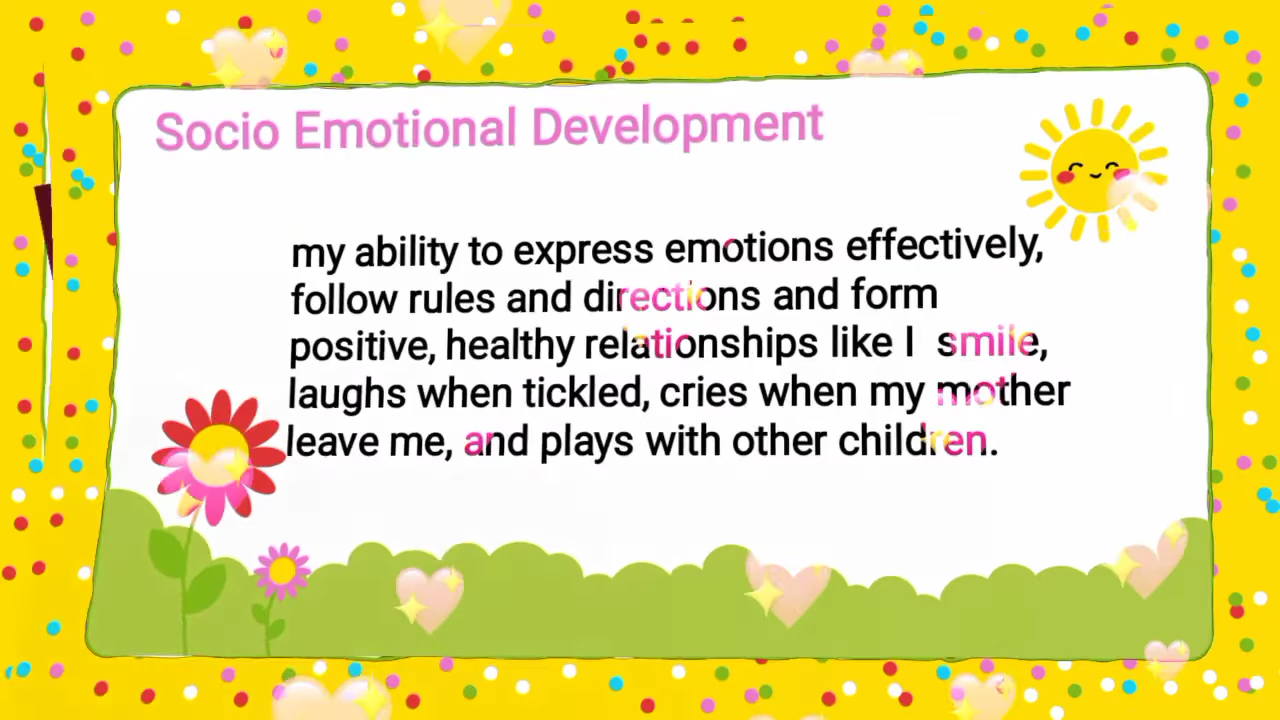 Socio Emotional Development
my ability to express emotions effectively,
follow rules and directions and form
positive, healthy relationships like I smile,
laughs when tickled, cries when my mother
leave me, and plays with other children.